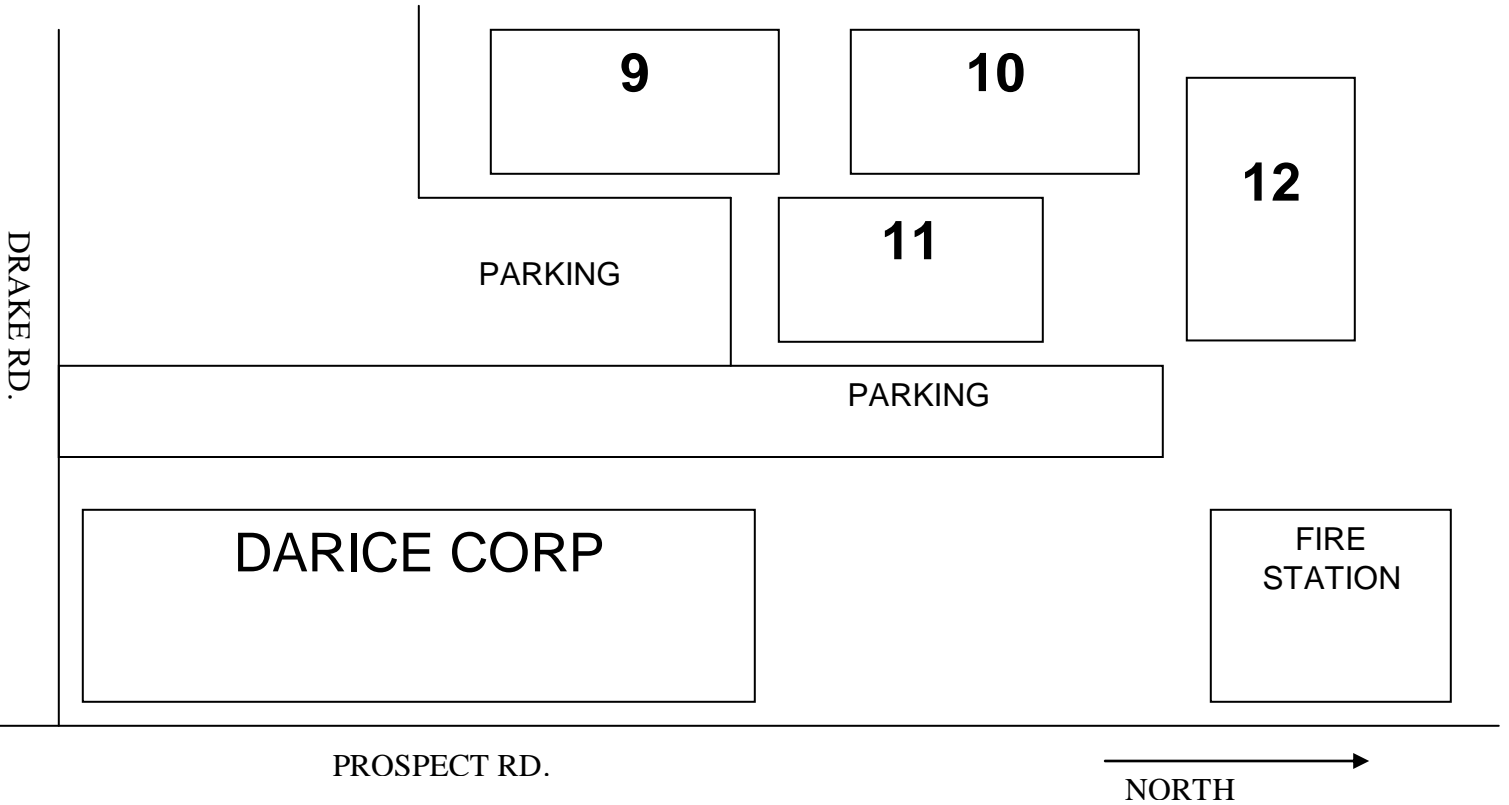 9
10
12
11
DRAKE RD.
PARKING
PARKING
DARICE CORP
FIRE
STATION
PROSPECT RD.
NORTH